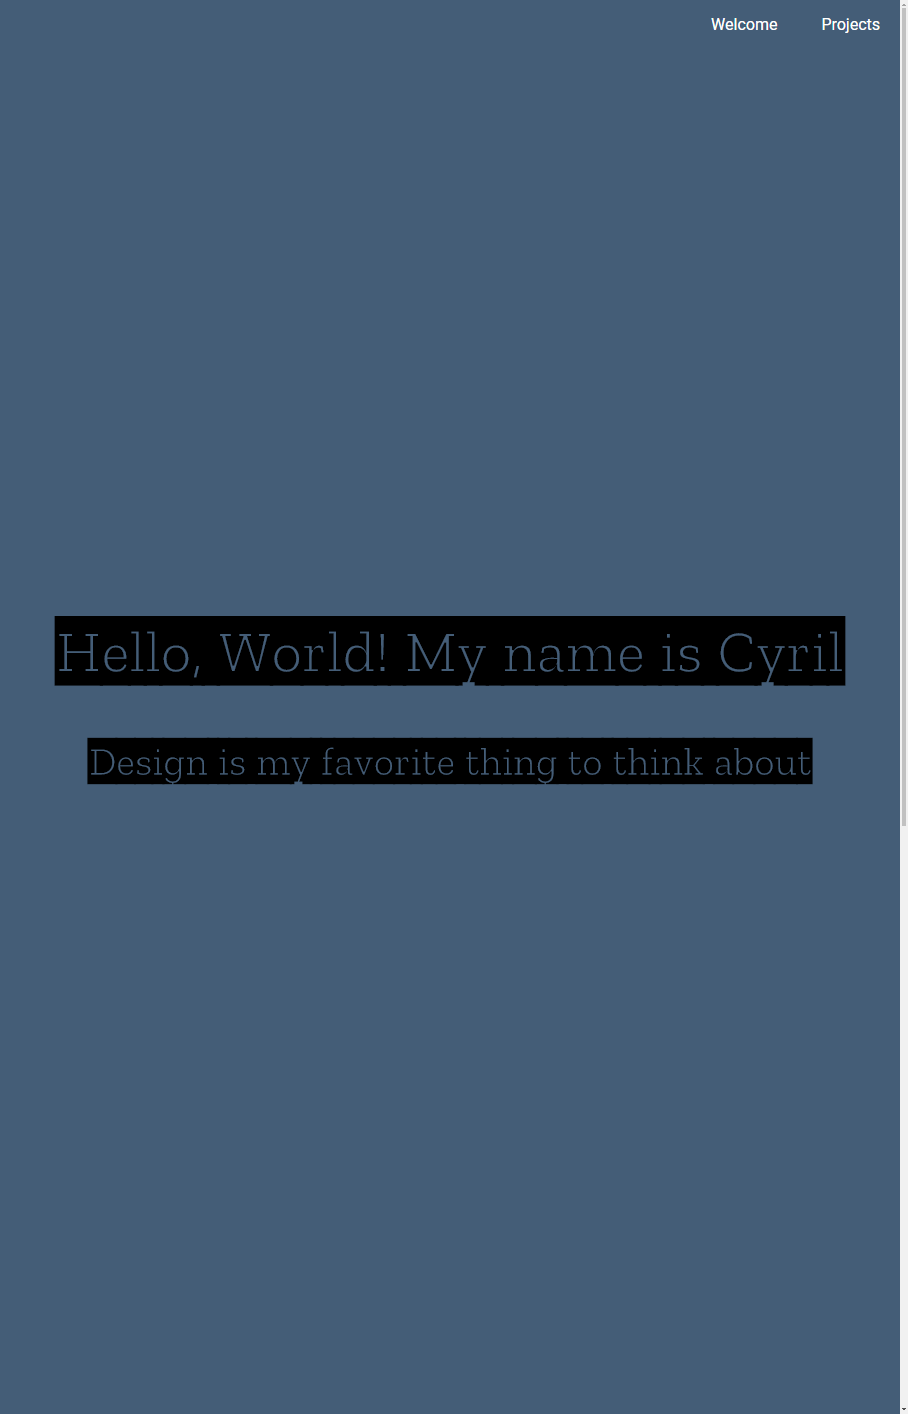 Welcome Projects
Hello, World! My name is Cyril
Design is my favorite thing to think about